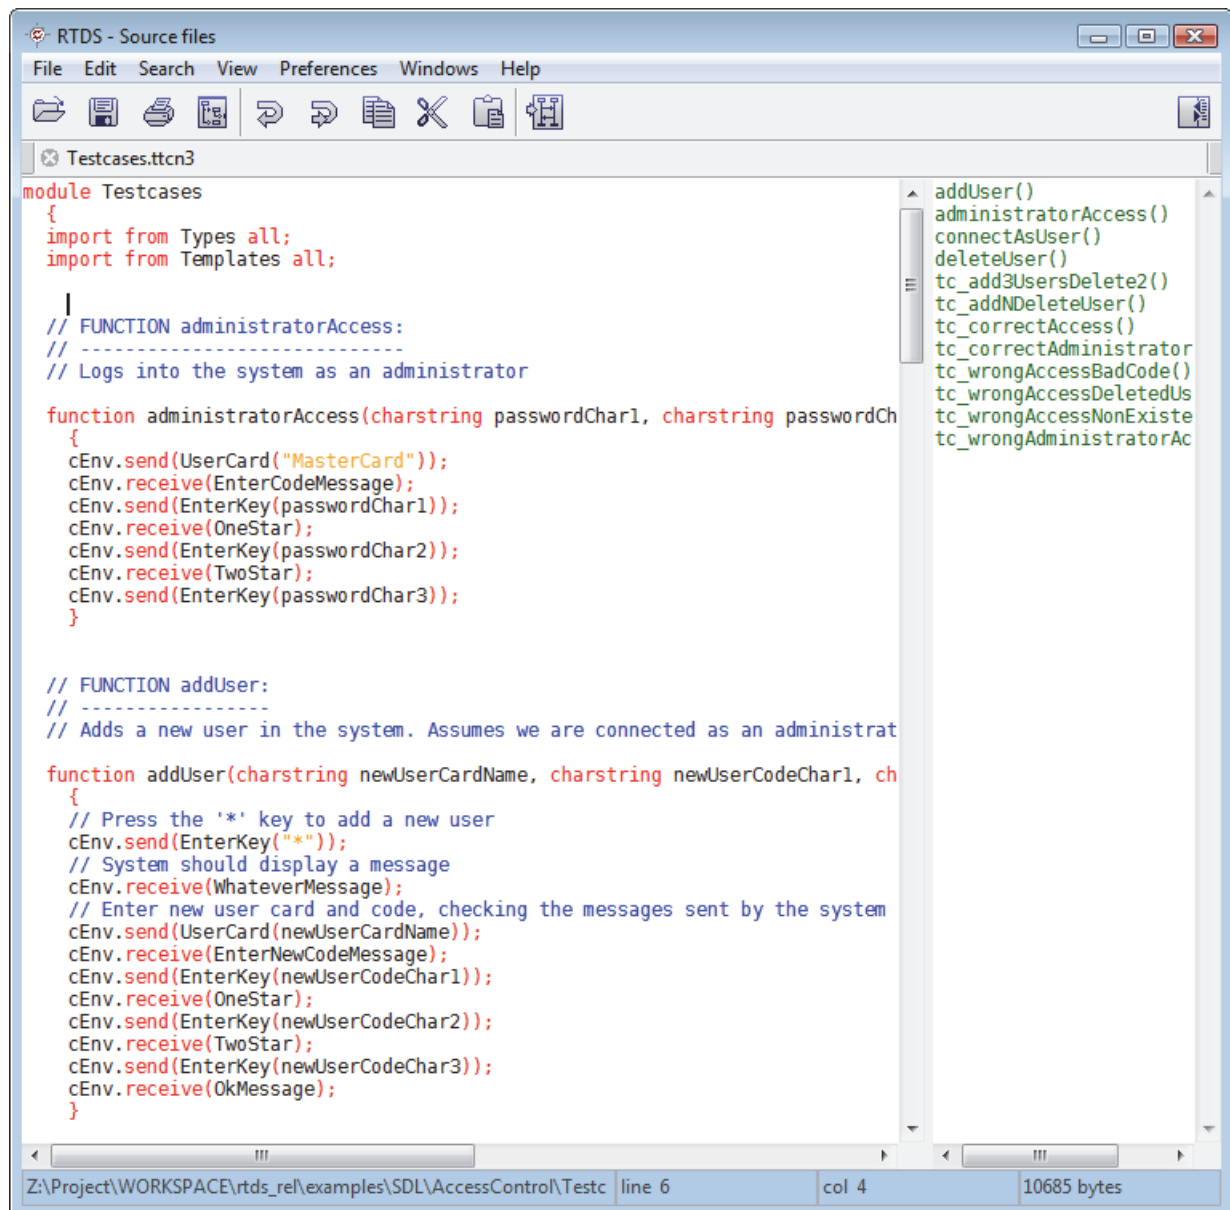 RTDS - Source files
File Edit Search View Preferences Windows Help
Testcases.ttcn3
module Testcases
{
import from Types all;
import from Templates all;
// FUNCTION administratorAccess:
// -----------------------------
// Logs into the system as an administrator
function administratorAccess(charstring passwordChar1, charstring passwordCh
{
cEnv.send(UserCard("MasterCard"));
cEnv.receive(EnterCodeMessage);
cEnv.send(EnterKey(passwordChar1));
cEnv.receive(OneStar);
cEnv.send(EnterKey(passwordChar2));
cEnv.receive(TwoStar);
cEnv.send(EnterKey(passwordChar3));
}
// FUNCTION addUser:
// -----------------
// Adds a new user in the system. Assumes we are connected as an administrat
function addUser(charstring newUserCardName, charstring newUserCodeChar1, ch
{
// Press the '*' key to add a new user
cEnv.send(EnterKey("*"));
// System should display a message
cEnv.receive(WhateverMessage);
// Enter new user card and code, checking the messages sent by the system
cEnv.send(UserCard(newUserCardName));
cEnv.receive(EnterNewCodeMessage);
cEnv.send(EnterKey(newUserCodeChar1));
cEnv.receive(OneStar);
cEnv.send(EnterKey(newUserCodeChar2));
cEnv.receive(TwoStar);
cEnv.send(EnterKey(newUserCodeChar3));
cEnv.receive(OkMessage);
}
addUser()
administratorAccess()
connectAsUser()
deleteUser()
tc_add3UsersDelete2()
tc_addNDeleteUser()
tc_correctAccess()
tc_correctAdministrator
tc_wrongAccessBadCode()
tc_wrongAccessDeletedUs
tc_wrongAccessNonExiste
tc_wrongAdministratorAc
Z:\Project\WORKSPACE\rtds_rel\examples\SDL\AccessControl\Testc line 6 col 4 10685 bytes